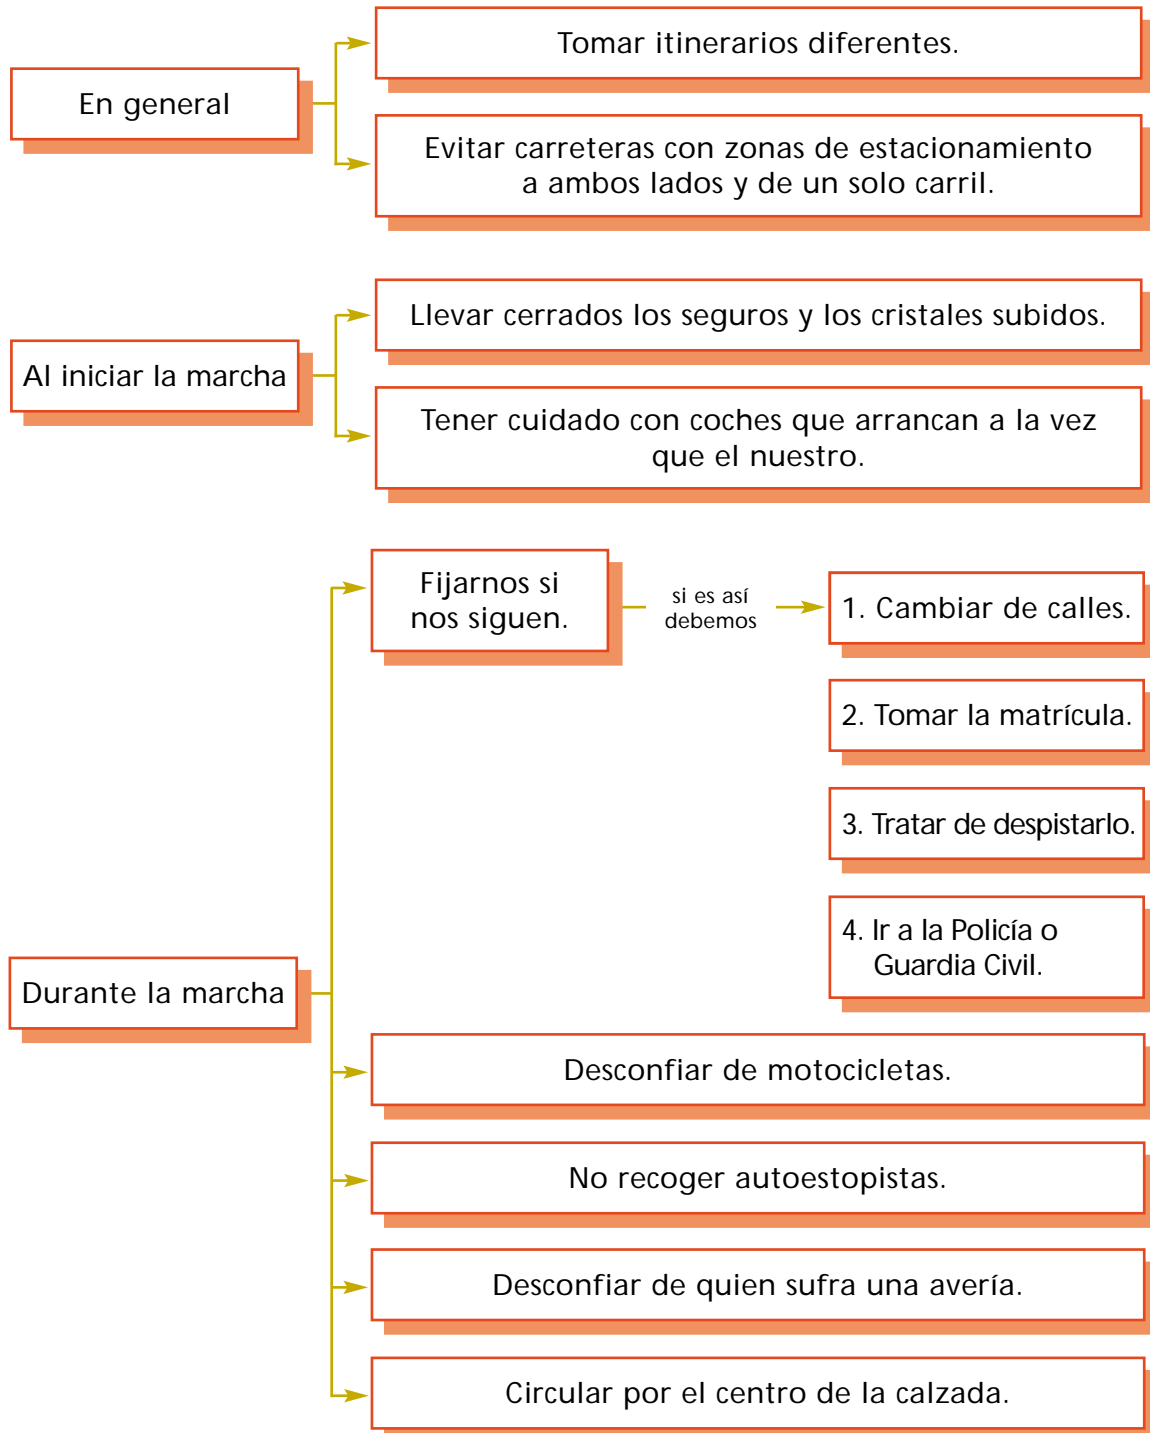 En general
Tomar itinerarios diferentes.
Evitar carreteras con zonas de estacionamiento
a ambos lados y de un solo carril.
Al iniciar la marcha
Llevar cerrados los seguros y los cristales subidos.
Tener cuidado con coches que arrancan a la vez
que el nuestro.
Durante la marcha
Fijarnos si
nos siguen.
si es así
debemos
1. Cambiar de calles.
2. Tomar la matrícula.
3. Tratar de despistarlo.
4. Ir a la Policía o
Guardia Civil.
Desconfiar de motocicletas.
No recoger autoestopistas.
Desconfiar de quien sufra una avería.
Circular por el centro de la calzada.